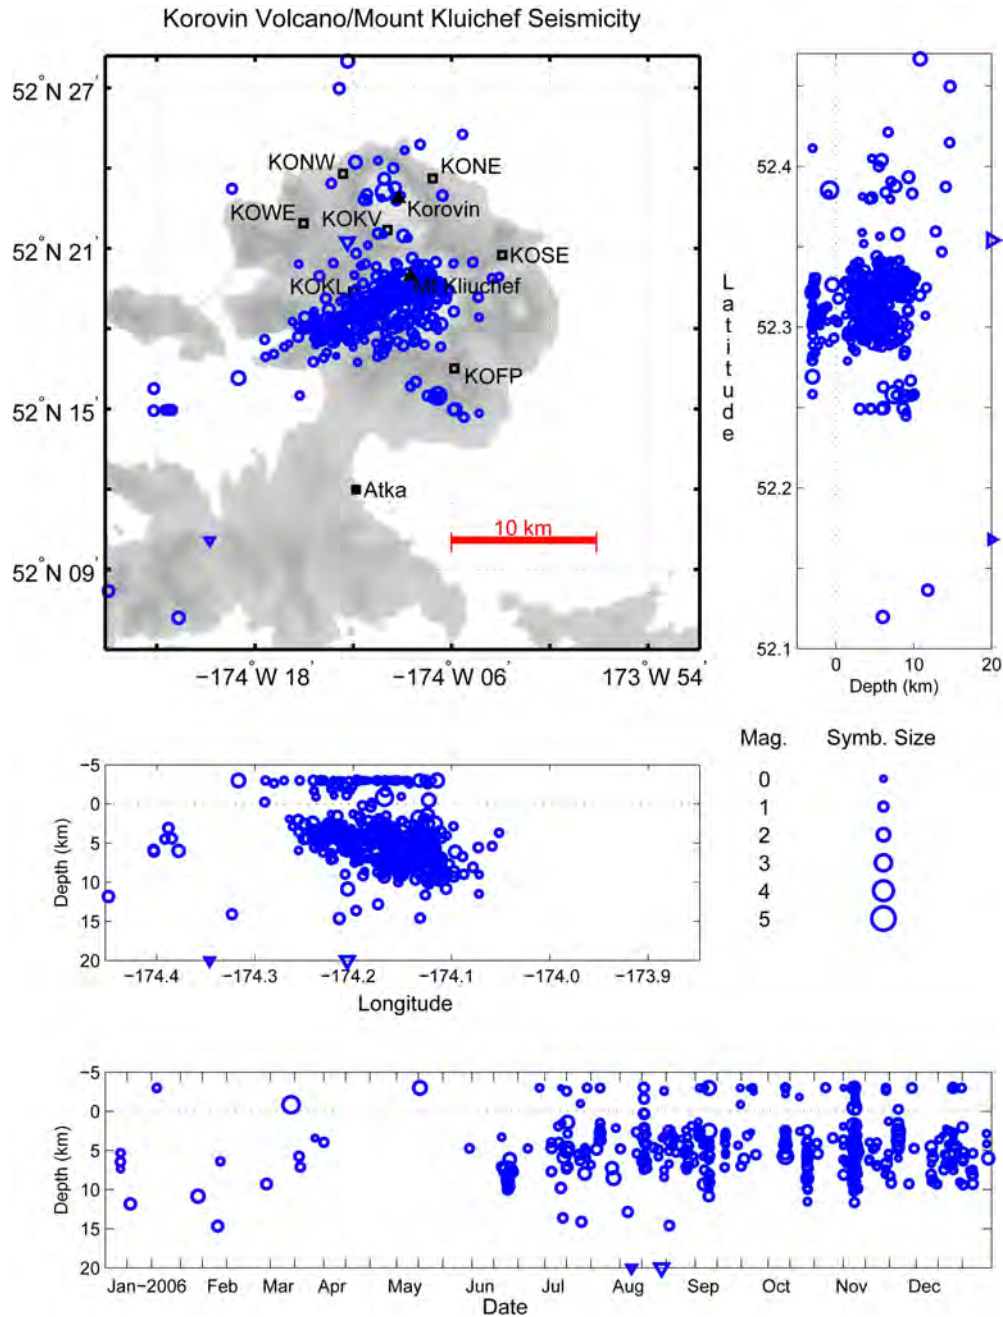 Korovin Volcano/Mount Kluichef Seismicity
52°N 27'
52°N 21'
52°N 15'
52°N 09'
KONW
KONE
KOWE
KOKV
Korovin
KOSE
KOKL
Mt Kliuchef
KOFP
Atka
10 km
−174°W 18'
−174°W 06'
173°W 54'
Latitude
52.4
52.3
52.2
52.1
0
10
20
Depth (km)
Mag.
Symb. Size
0
1
2
3
4
5
Depth (km)
−5
0
5
10
15
20
−174.4
−174.3
−174.2
−174.1
−174.0
−173.9
Longitude
Depth (km)
−5
0
5
10
15
20
Jan−2006
Feb
Mar
Apr
May
Jun
Jul
Aug
Sep
Oct
Nov
Dec
Date